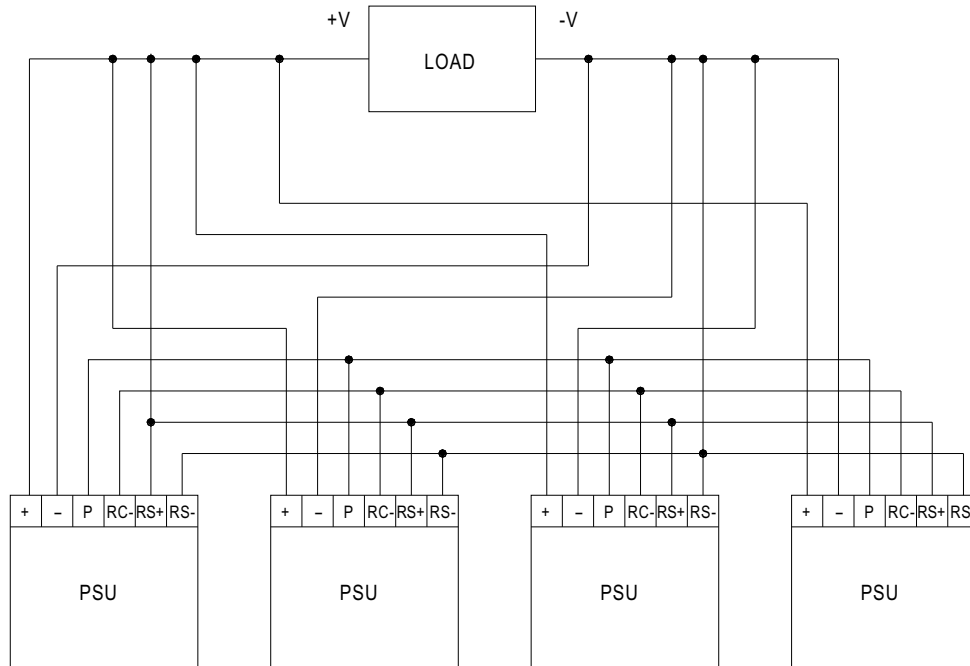 +V -V
LOAD
+ – P RC- RS+ RS- + – P RC- RS+ RS- + – P RC- RS+ RS- + – P RC- RS+ RS
PSU PSU PSU PSU